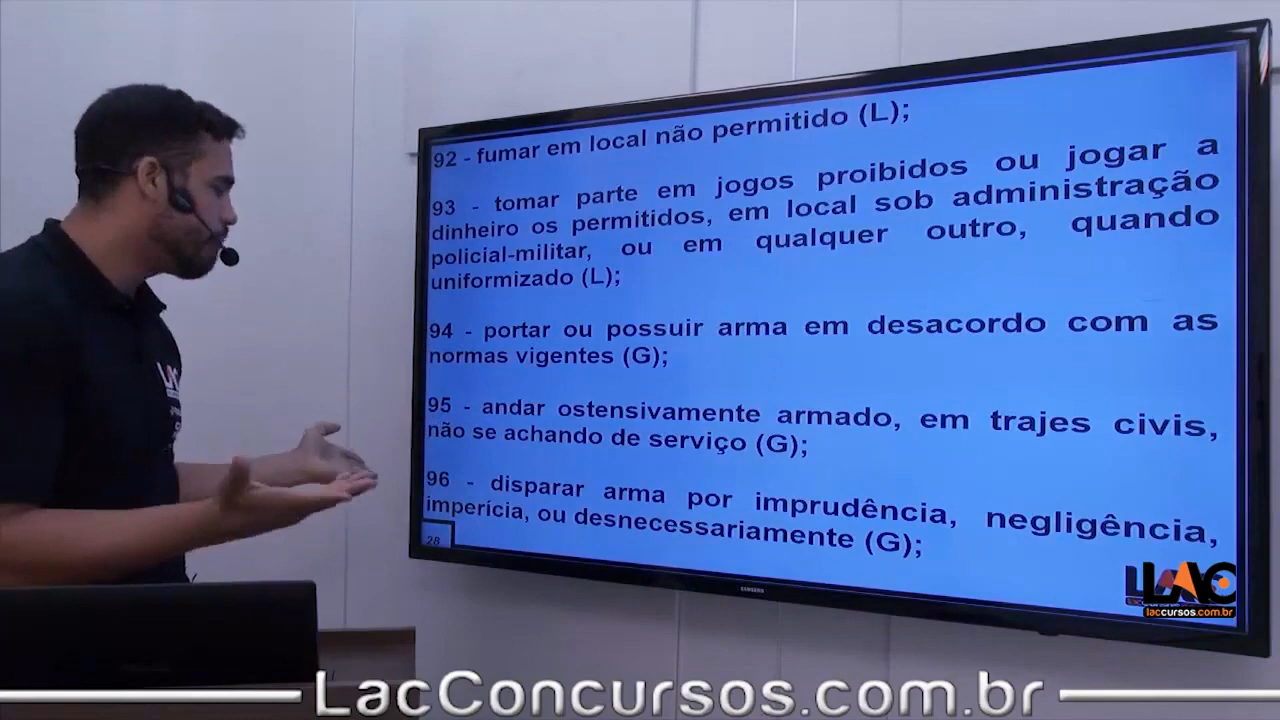 92 - fumar em local não permitido (L);
93 - tomar parte em jogos proibidos ou jogar a
dinheiro os permitidos, em local sob administração
policial-militar, ou em qualquer outro, quando
uniformizado (L);
94 - portar ou possuir arma em desacordo com as
normas vigentes (G);
95 - andar ostensivamente armado, em trajes civis,
não se achando de serviço (G);
96 - disparar arma por imprudência, negligência,
imperícia, ou desnecessariamente (G);
28
SAMSUNG
LAC
laccursos.com.br
LacConcursos.com.br